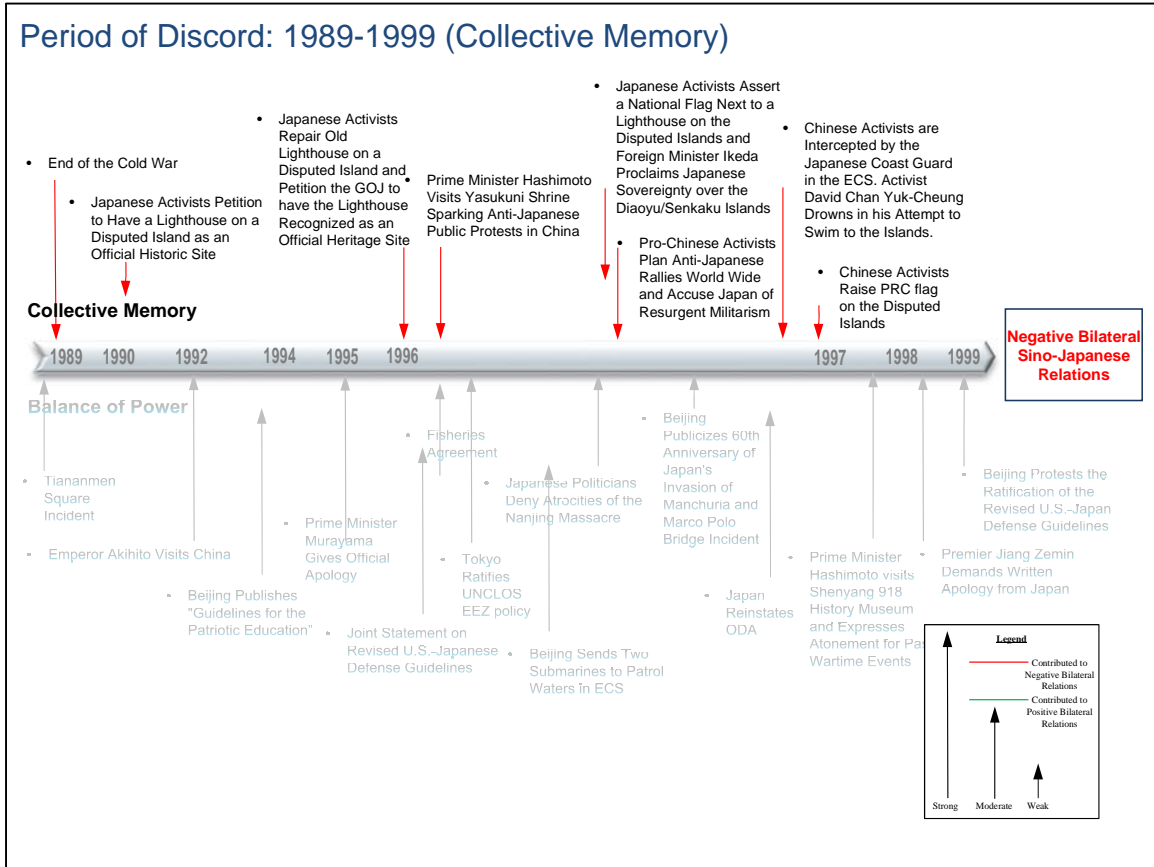 Period of Discord: 1989-1999 (Collective Memory)
• End of the Cold War
• Japanese Activists Petition
to Have a Lighthouse on a
Disputed Island as an
Official Historic Site
• Japanese Activists
Repair Old
Lighthouse on a
Disputed Island and
Petition the GOJ to
have the Lighthouse
Recognized as an
Official Heritage Site
• Prime Minister Hashimoto
Visits Yasukuni Shrine
Sparking Anti-Japanese
Public Protests in China
• Japanese Activists Assert
a National Flag Next to a
Lighthouse on the
Disputed Islands and
Foreign Minister Ikeda
Proclaims Japanese
Sovereignty over the
Diaoyu/Senkaku Islands
• Pro-Chinese Activists
Plan Anti-Japanese
Rallies World Wide
and Accuse Japan of
Resurgent Militarism
• Chinese Activists are
Intercepted by the
Japanese Coast Guard
in the ECS. Activist
David Chan Yuk-Cheung
Drowns in his Attempt to
Swim to the Islands.
• Chinese Activists
Raise PRC flag
on the Disputed
Islands
Collective Memory
1989 1990 1992 1994 1995 1996 1997 1998 1999
Negative Bilateral
Sino-Japanese
Relations
Balance of Power
• Tiananmen
Square
Incident
• Emperor Akihito Visits China
• Beijing Publishes
"Guidelines for the
Patriotic Education"
• Prime Minister
Murayama
Gives Official
Apology
• Joint Statement on
Revised U.S.-Japanese
Defense Guidelines
• Fisheries
Agreement
• Tokyo
Ratifies
UNCLOS
EEZ policy
• Japanese Politicians
Deny Atrocities of the
Nanjing Massacre
• Beijing Sends Two
Submarines to Patrol
Waters in ECS
• Beijing
Publicizes 60th
Anniversary of
Japan's
Invasion of
Manchuria and
Marco Polo
Bridge Incident
• Japan
Reinstates
ODA
• Prime Minister
Hashimoto visits
Shenyang 918
History Museum
and Expresses
Atonement for Pas
Wartime Events
• Premier Jiang Zemin
Demands Written
Apology from Japan
• Beijing Protests the
Ratification of the
Revised U.S.-Japan
Defense Guidelines
Legend
Contributed to
Negative Bilateral
Relations
Contributed to
Positive Bilateral
Relations
Strong Moderate Weak